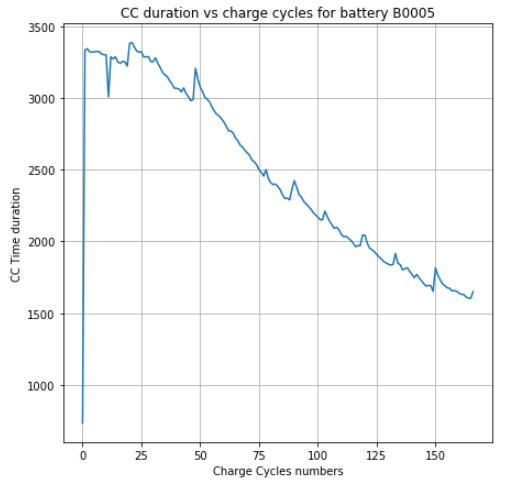 CC duration vs charge cycles for battery B0005
3500
3000
2500
2000
1500
1000
CC Time duration
0 25 50 75 100 125 150
Charge Cycles numbers